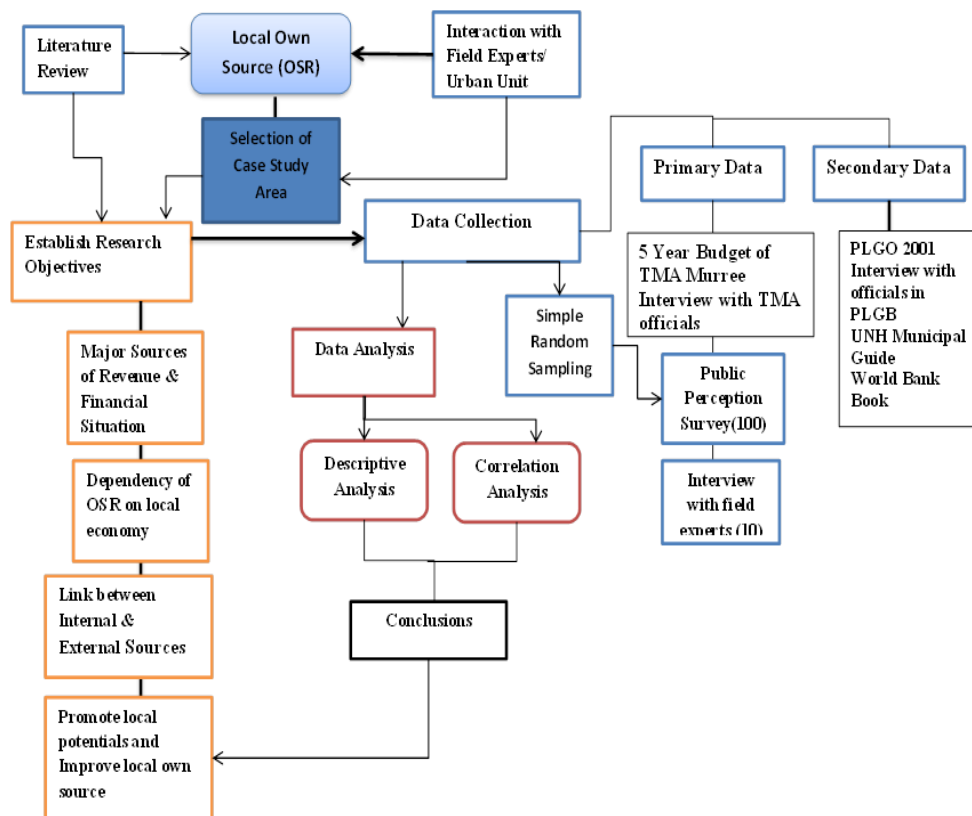 Literature
Review
Local Own
Source (OSR)
Interaction with
Field Experts/
Urban Unit
Selection of
Case Study
Area
Primary Data
Secondary Data
Establish Research
Objectives
Data Collection
5 Year Budget of
TMA Murree
Interview with TMA
officials
PLGO 2001
Interview with
officials in
PLGB
UNH Municipal
Guide
World Bank
Book
Major Sources
of Revenue &
Financial
Situation
Data Analysis
Simple
Random
Sampling
Public
Perception
Survey(100)
Dependency of
OSR on local
economy
Descriptive
Analysis
Correlation
Analysis
Interview
with field
experts (10)
Link between
Internal &
External Sources
Conclusions
Promote local
potentials and
Improve local own
source